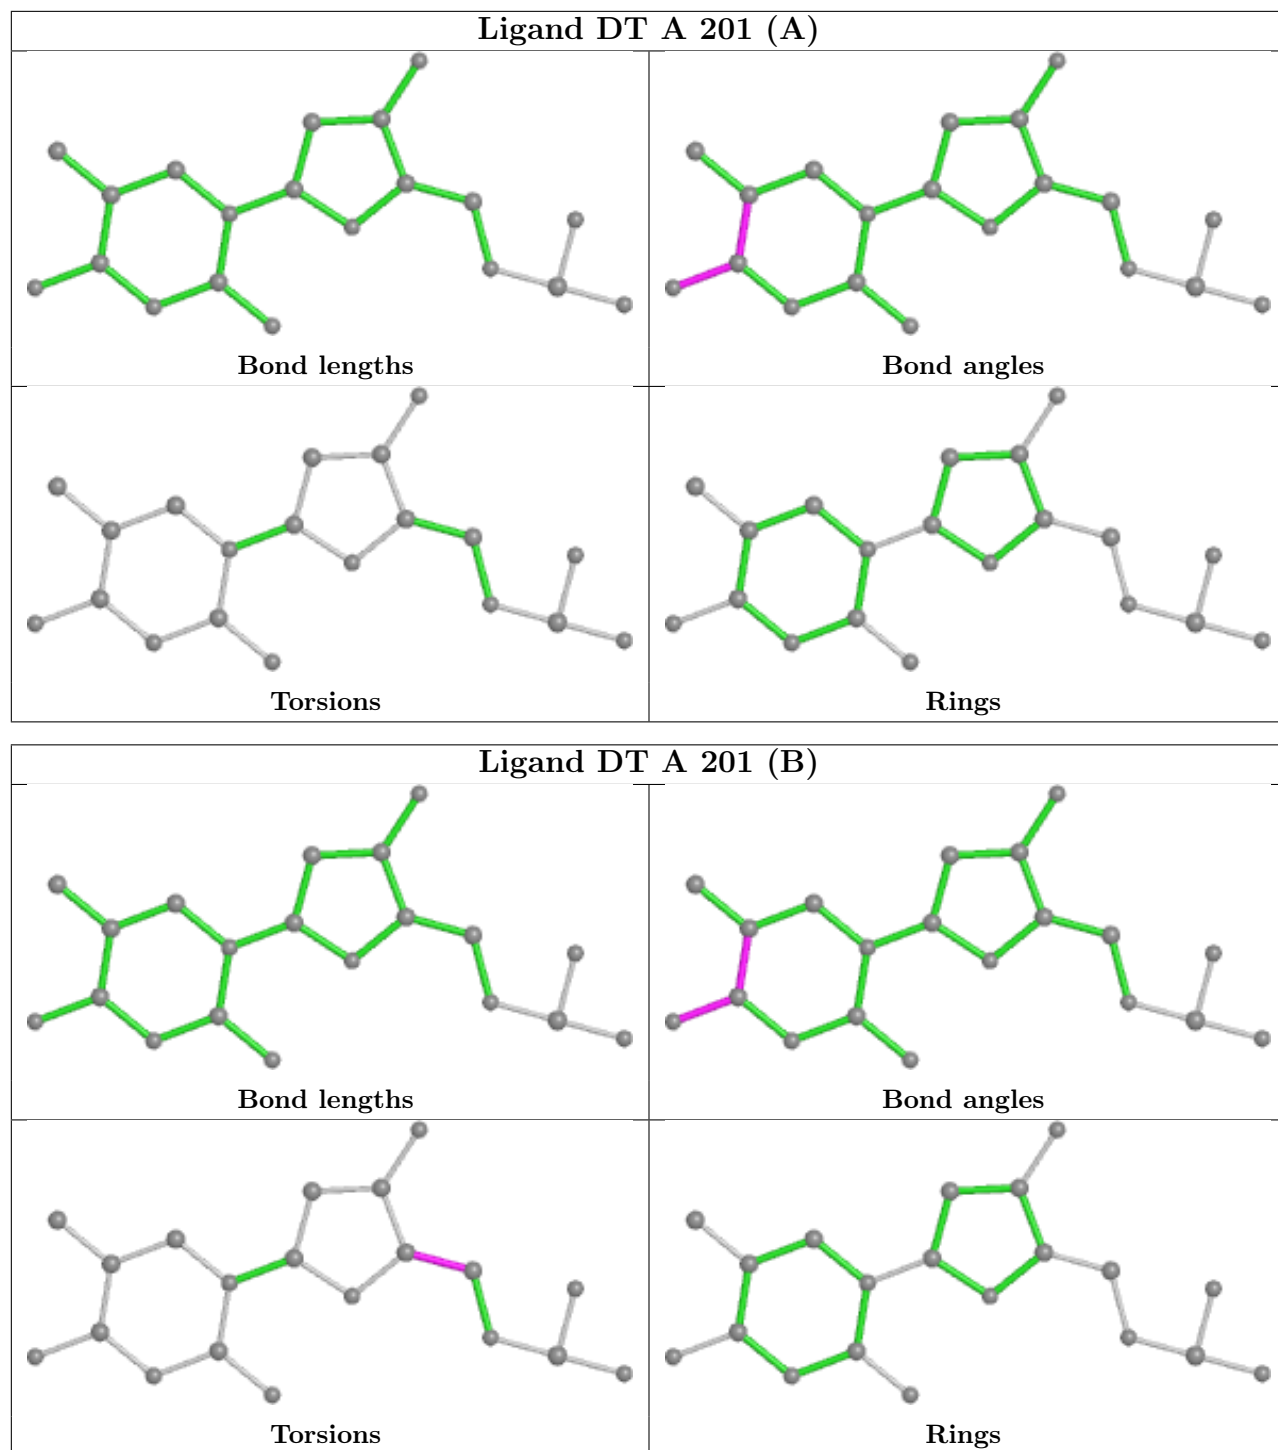 Ligand DT A 201 (A)
Bond lengths
Bond angles
Torsions
Rings
Ligand DT A 201 (B)
Bond lengths
Bond angles
Torsions
Rings